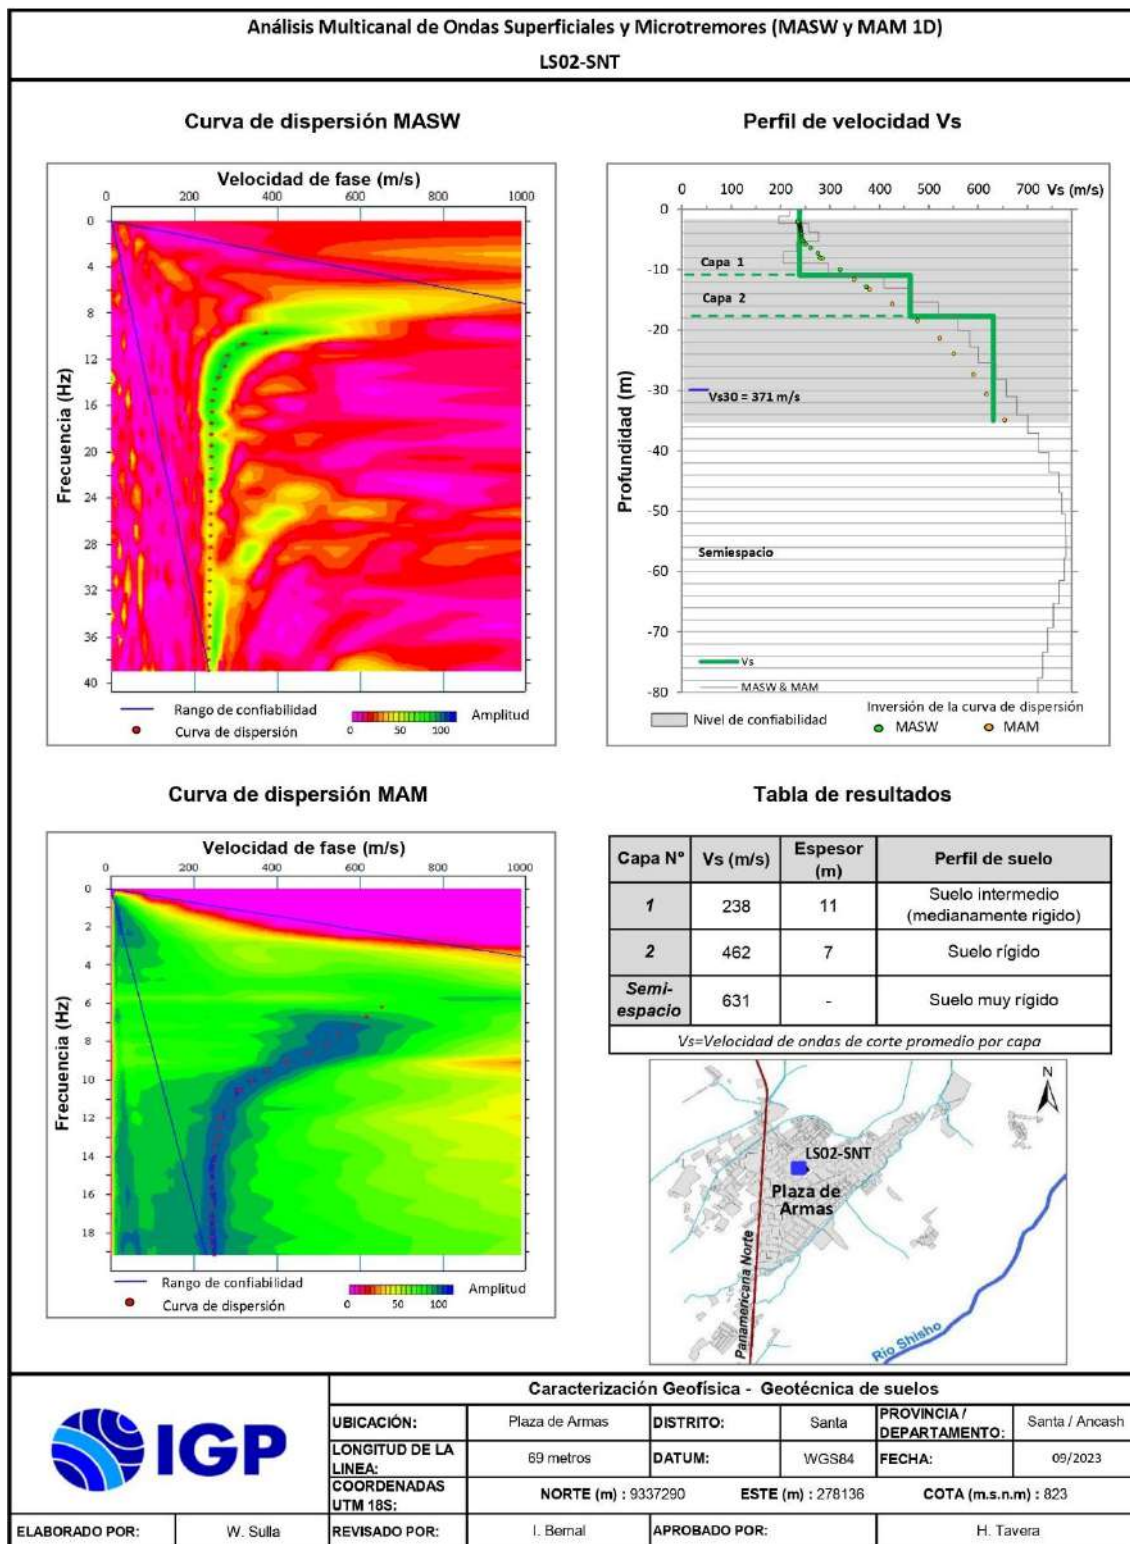 Análisis Multicanal de Ondas Superficiales y Microtremores (MASW y MAM 1D)
LS02-SNT
Curva de dispersión MASW
Velocidad de fase (m/s)
0 200 400 600 800 1000
Frecuencia (Hz)
0
4
8
12
16
20
24
28
32
36
40
Rango de confiabilidad
Curva de dispersión
0 50 100
Amplitud
Perfil de velocidad Vs
0 100 200 300 400 500 600 700 Vs (m/s)
Profundidad (m)
0
-10
-20
-30
-40
-50
-60
-70
-80
Capa 1
Capa 2
Vs30 = 371 m/s
Semiespacio
Vs
MASW & MAM
Nivel de confiabilidad
Inversión de la curva de dispersión
MASW MAM
Curva de dispersión MAM
Velocidad de fase (m/s)
0 200 400 600 800 1000
Frecuencia (Hz)
0
2
4
6
8
10
12
14
16
18
Rango de confiabilidad
Curva de dispersión
0 50 100
Amplitud
Tabla de resultados
Capa N° Vs (m/s) Espesor (m) Perfil de suelo
1 238 11 Suelo intermedio (medianamente rigido)
2 462 7 Suelo rígido
Semi-espacio 631 - Suelo muy rígido
Vs=Velocidad de ondas de corte promedio por capa
N
LS02-SNT
Plaza de
Armas
Panamericana Norte
Rio Shisho
IGP
Caracterización Geofísica - Geotécnica de suelos
UBICACIÓN: Plaza de Armas DISTRITO: Santa PROVINCIA / DEPARTAMENTO: Santa / Ancash
LONGITUD DE LA LINEA: 69 metros DATUM: WGS84 FECHA: 09/2023
COORDENADAS UTM 18S: NORTE (m) : 9337290 ESTE (m) : 278136 COTA (m.s.n.m) : 823
ELABORADO POR: W. Sulla REVISADO POR: I. Bernal APROBADO POR: H. Tavera